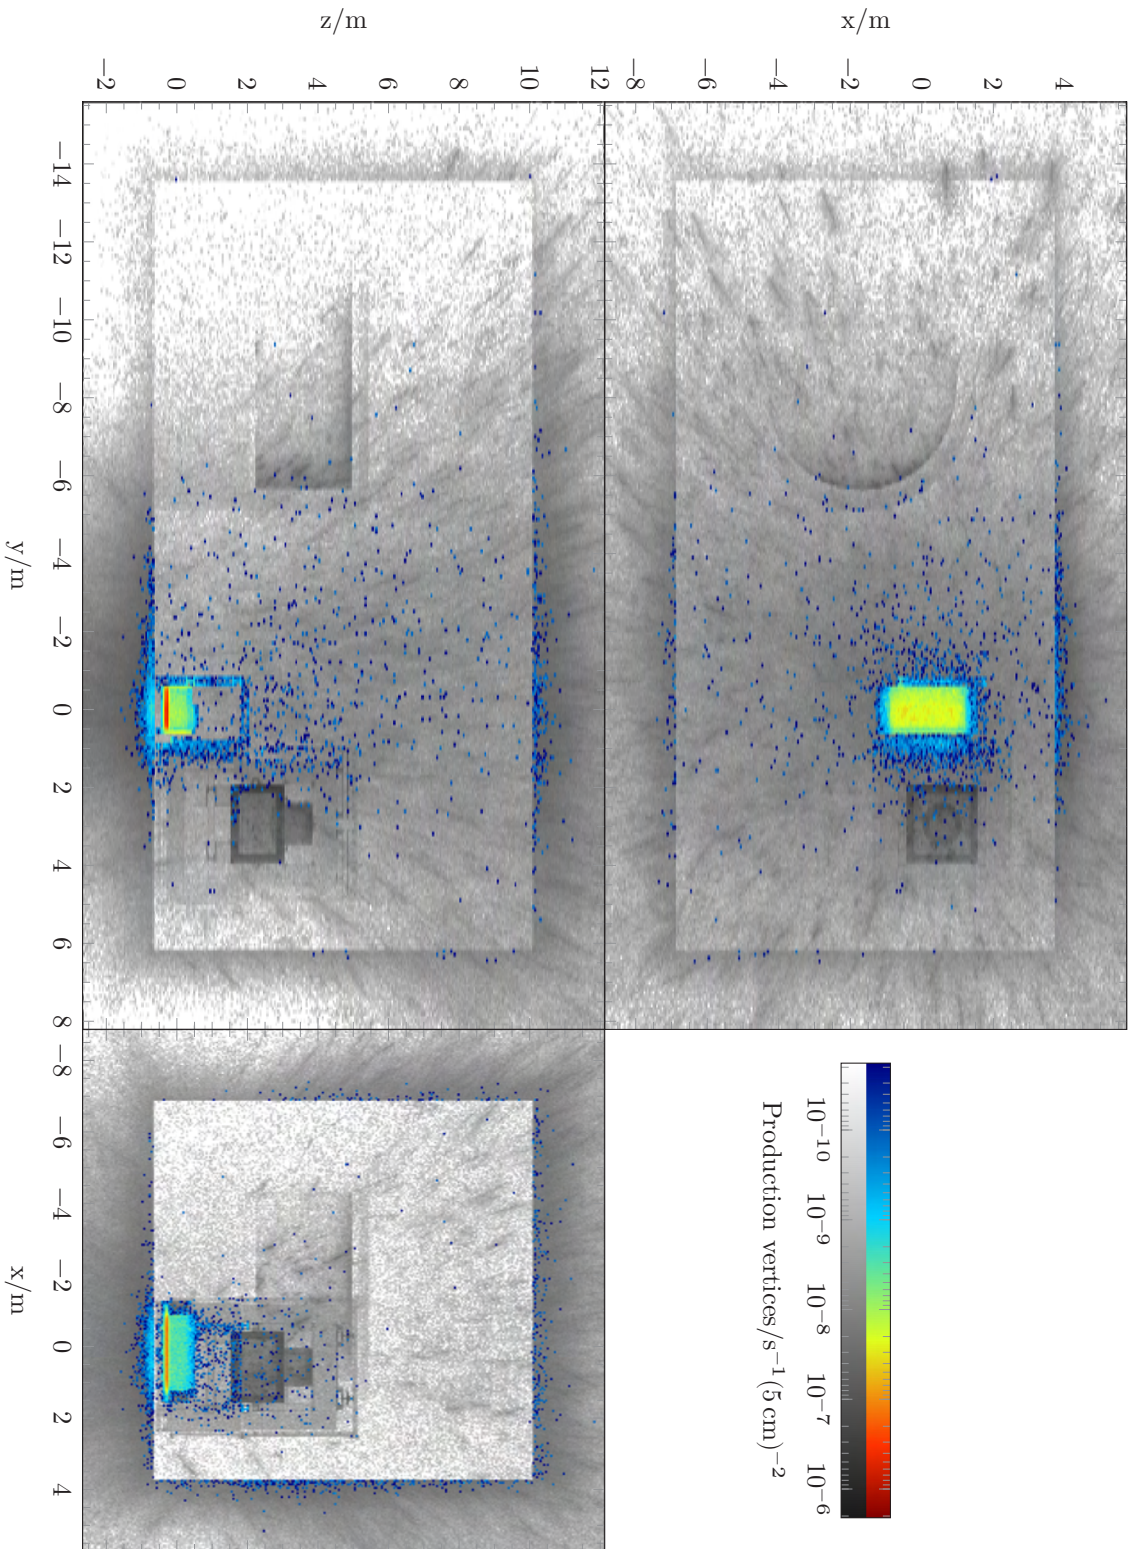 z/m
x/m
−2 0 2 4 6 8 10 12
−8 −6 −4 −2 0 2 4
−14 −12 −10 −8 −6 −4 −2 0 2 4 6 8
y/m
−8 −6 −4 −2 0 2 4
x/m
10−10 10−9 10−8 10−7 10−6
Production vertices/s−1(5 cm)−2